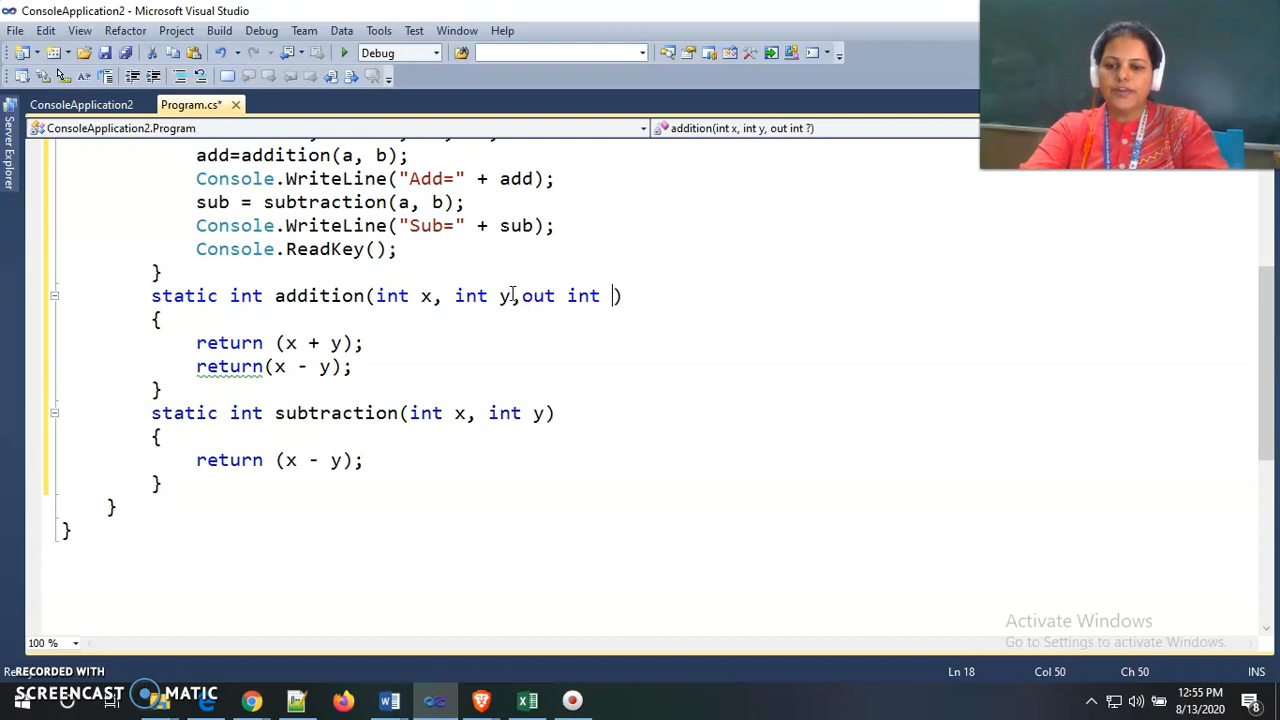 ConsoleApplication2 - Microsoft Visual Studio
File Edit View Refactor Project Build Debug Team Data Tools Test Window Help
Debug
ConsoleApplication2 Program.cs*
ConsoleApplication2.Program addition(int x, int y, out int ?)
Server Explorer
add=addition(a, b);
Console.WriteLine("Add=" + add);
sub = subtraction(a, b);
Console.WriteLine("Sub=" + sub);
Console.ReadKey();
}
static int addition(int x, int y,out int )
{
return (x + y);
return(x - y);
}
static int subtraction(int x, int y)
{
return (x - y);
}
}
}
Activate Windows
Go to Settings to activate Windows.
100 %
RECORDED WITH
Ln 18 Col 50 Ch 50 INS
SCREENCAST MATIC
12:55 PM
8/13/2020
8